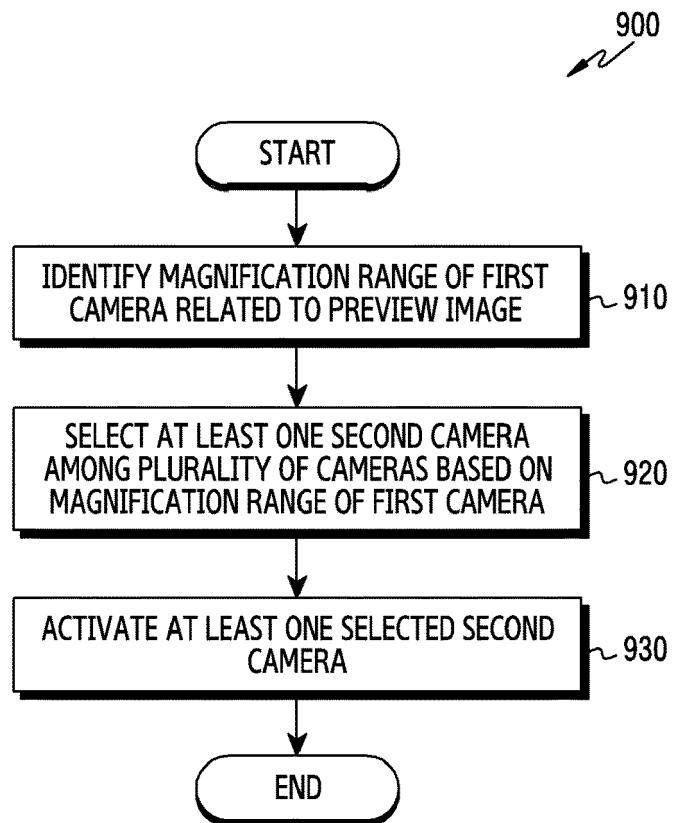 900
START
IDENTIFY MAGNIFICATION RANGE OF FIRST
CAMERA RELATED TO PREVIEW IMAGE
910
SELECT AT LEAST ONE SECOND CAMERA
AMONG PLURALITY OF CAMERAS BASED ON
MAGNIFICATION RANGE OF FIRST CAMERA
920
ACTIVATE AT LEAST ONE SELECTED SECOND
CAMERA
930
END